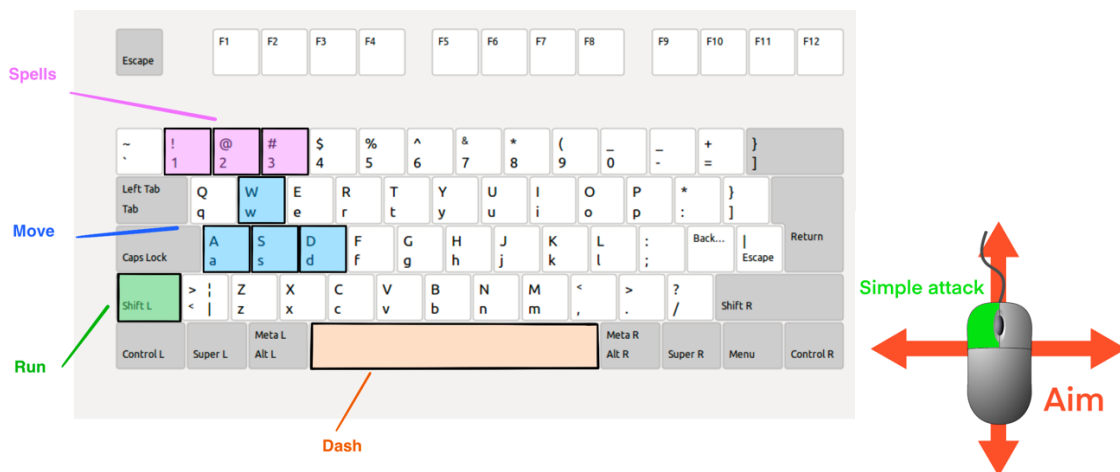 F1 F2 F3 F4 F5 F6 F7 F8 F9 F10 F11 F12
Escape
Spells
~ ! @ # $ % ^ & * ( _ _ + }
` 1 2 3 4 5 6 7 8 9 0 - = ]
Left Tab Q W E R T Y U I O P * }
Tab q w e r t y u i o p : ]
Move
A S D F G H J K L : Back... | Return
Caps Lock a s d f g h j k l ; Escape
> ¦ Z X C V B N M < > ?
Shift L < | z x c v b n m , . / Shift R
Meta L Meta R
Control L Super L Alt L Alt R Super R Menu Control R
Run
Dash
Simple attack
Aim